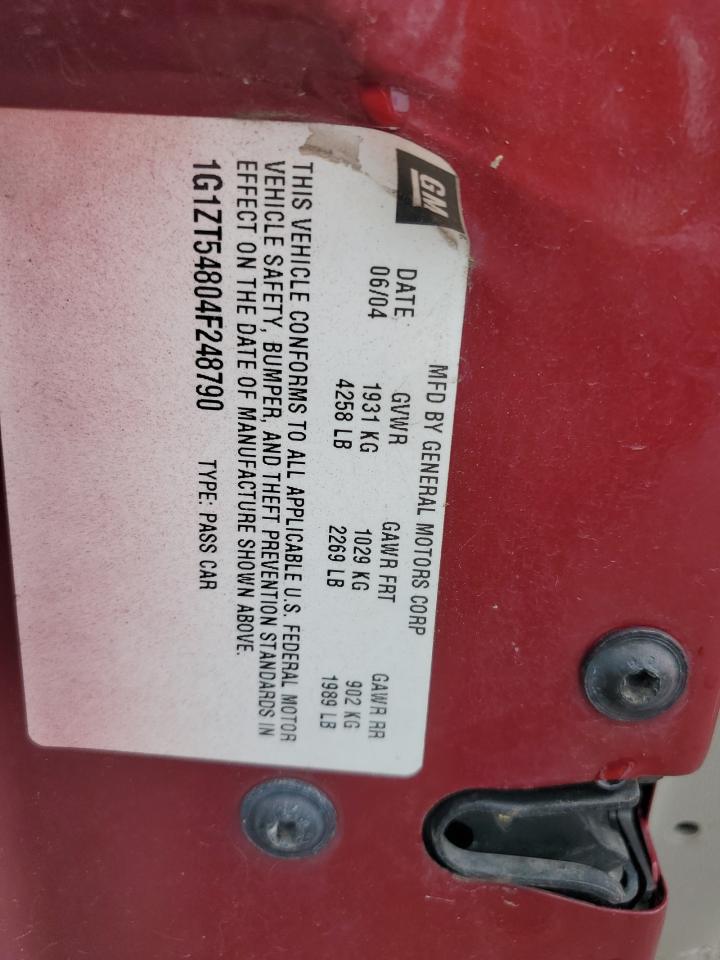 GM
MFD BY GENERAL MOTORS CORP
DATE GVWR GAWR FRT GAWR RR
06/04 1931 KG 1029 KG 902 KG
4258 LB 2269 LB 1989 LB
THIS VEHICLE CONFORMS TO ALL APPLICABLE U.S. FEDERAL MOTOR
VEHICLE SAFETY, BUMPER, AND THEFT PREVENTION STANDARDS IN
EFFECT ON THE DATE OF MANUFACTURE SHOWN ABOVE.
1G1ZT54804F248790 TYPE: PASS CAR